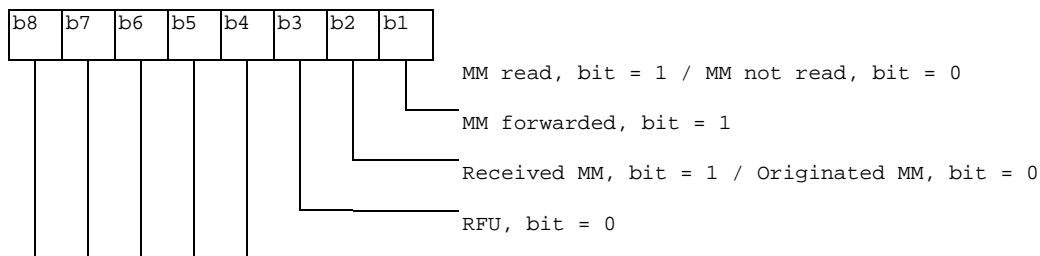 b8 b7 b6 b5 b4 b3 b2 b1
MM read, bit = 1 / MM not read, bit = 0
MM forwarded, bit = 1
Received MM, bit = 1 / Originated MM, bit = 0
RFU, bit = 0